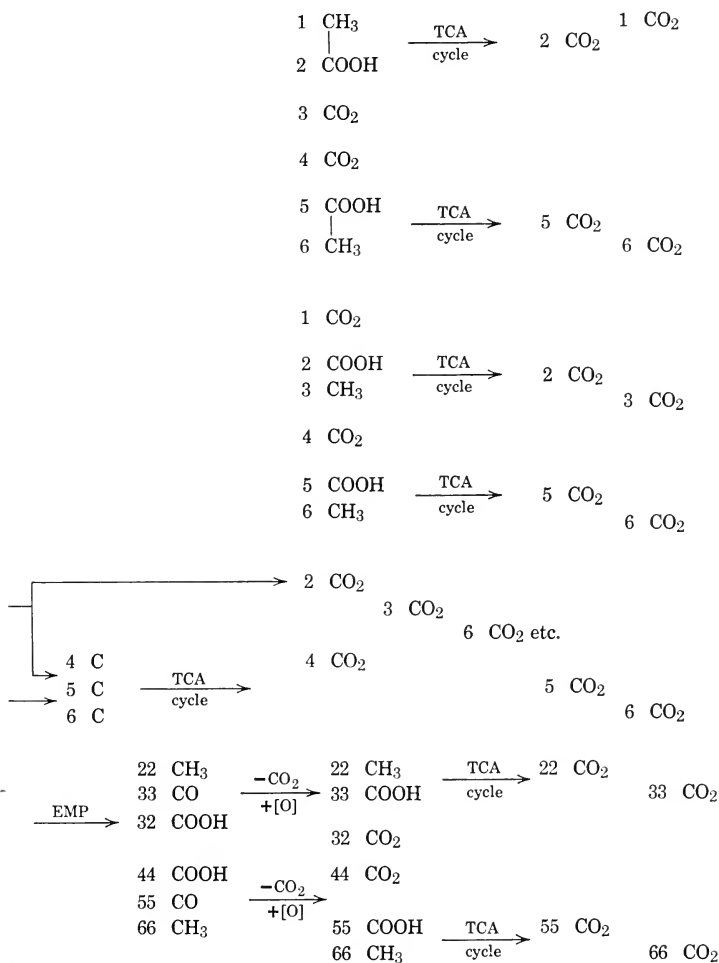 1 CH3 TCA 1 CO2
2 COOH cycle 2 CO2
3 CO2
4 CO2
5 COOH TCA 5 CO2
6 CH3 cycle 6 CO2
1 CO2
2 COOH TCA 2 CO2
3 CH3 cycle 3 CO2
4 CO2
5 COOH TCA 5 CO2
6 CH3 cycle 6 CO2
2 CO2
3 CO2
6 CO2 etc.
4 C 4 CO2
5 C TCA cycle 5 CO2
6 C 6 CO2
22 CH3 −CO2 22 CH3 TCA 22 CO2
33 CO +[O] 33 COOH cycle 33 CO2
EMP 32 COOH 32 CO2
44 COOH −CO2 44 CO2
55 CO +[O] 55 COOH TCA 55 CO2
66 CH3 66 CH3 cycle 66 CO2